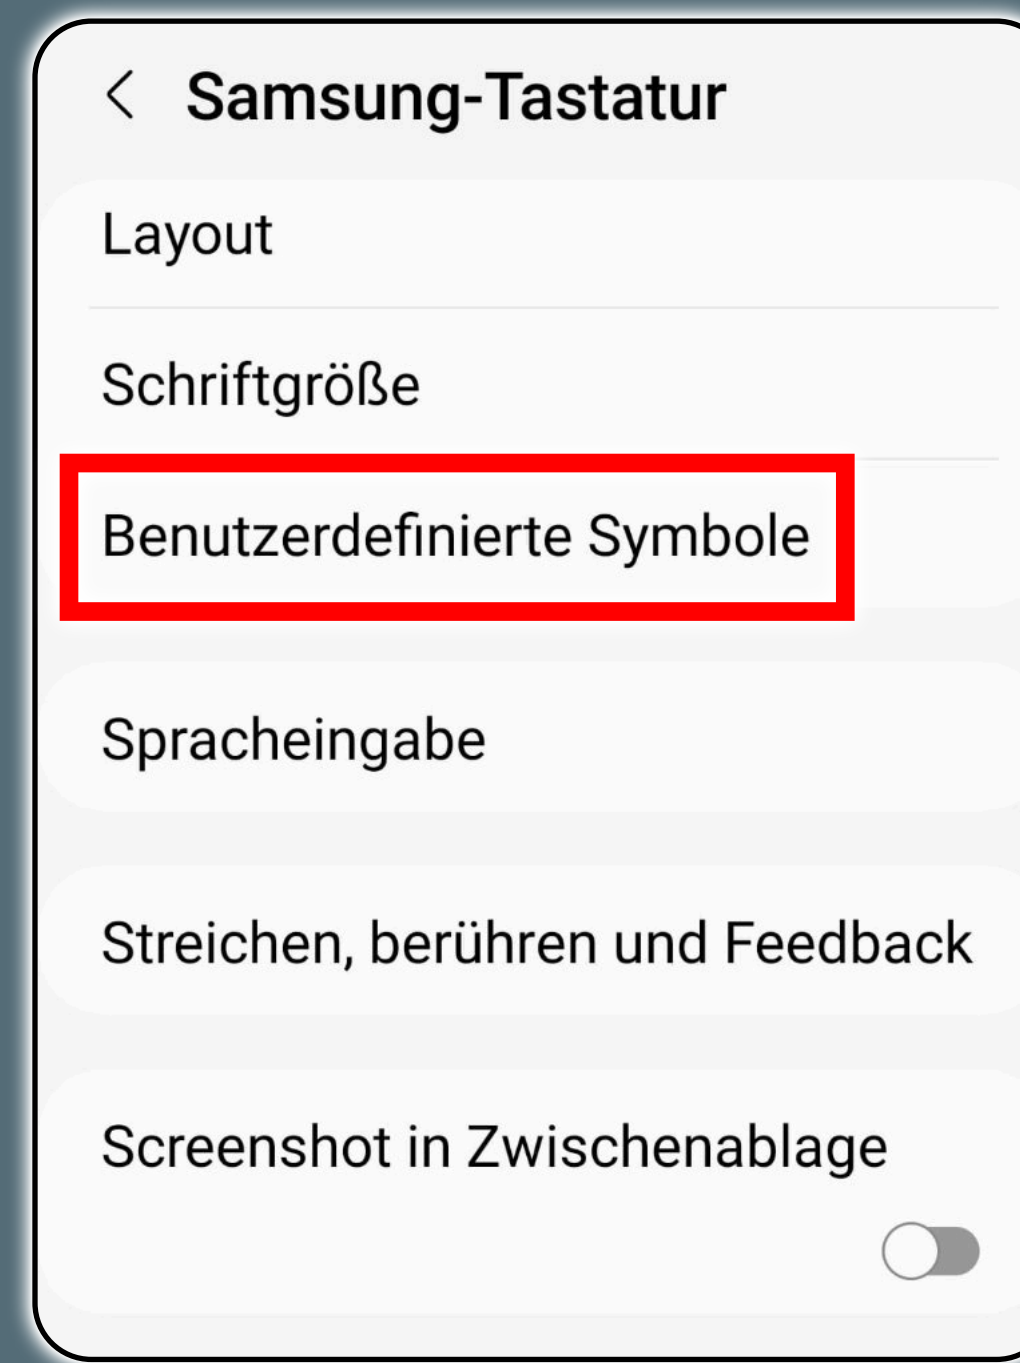 Samsung-Tastatur
Layout
Schriftgröße
Benutzerdefinierte Symbole
Spracheingabe
Streichen, berühren und Feedback
Screenshot in Zwischenablage